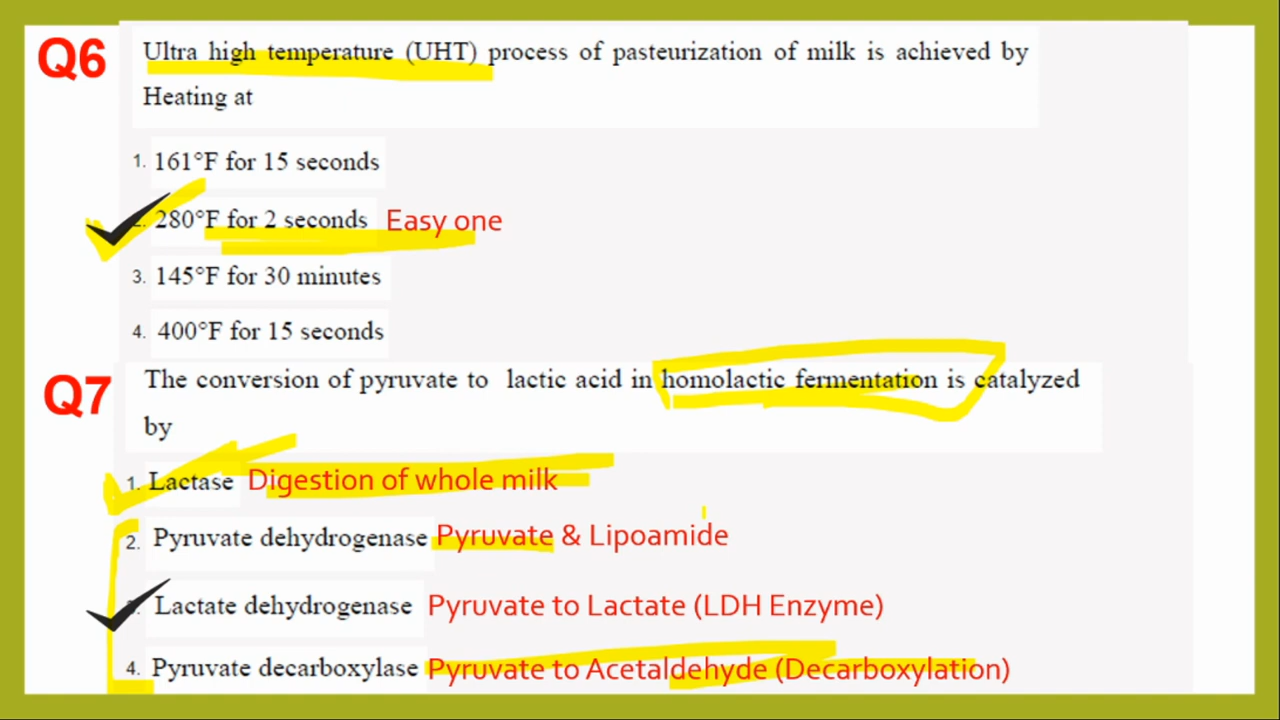 Q6 Ultra high temperature (UHT) process of pasteurization of milk is achieved by
Heating at
1. 161°F for 15 seconds
2. 280°F for 2 seconds Easy one
3. 145°F for 30 minutes
4. 400°F for 15 seconds
Q7 The conversion of pyruvate to lactic acid in homolactic fermentation is catalyzed
by
1. Lactase Digestion of whole milk
2. Pyruvate dehydrogenase Pyruvate & Lipoamide
3. Lactate dehydrogenase Pyruvate to Lactate (LDH Enzyme)
4. Pyruvate decarboxylase Pyruvate to Acetaldehyde (Decarboxylation)